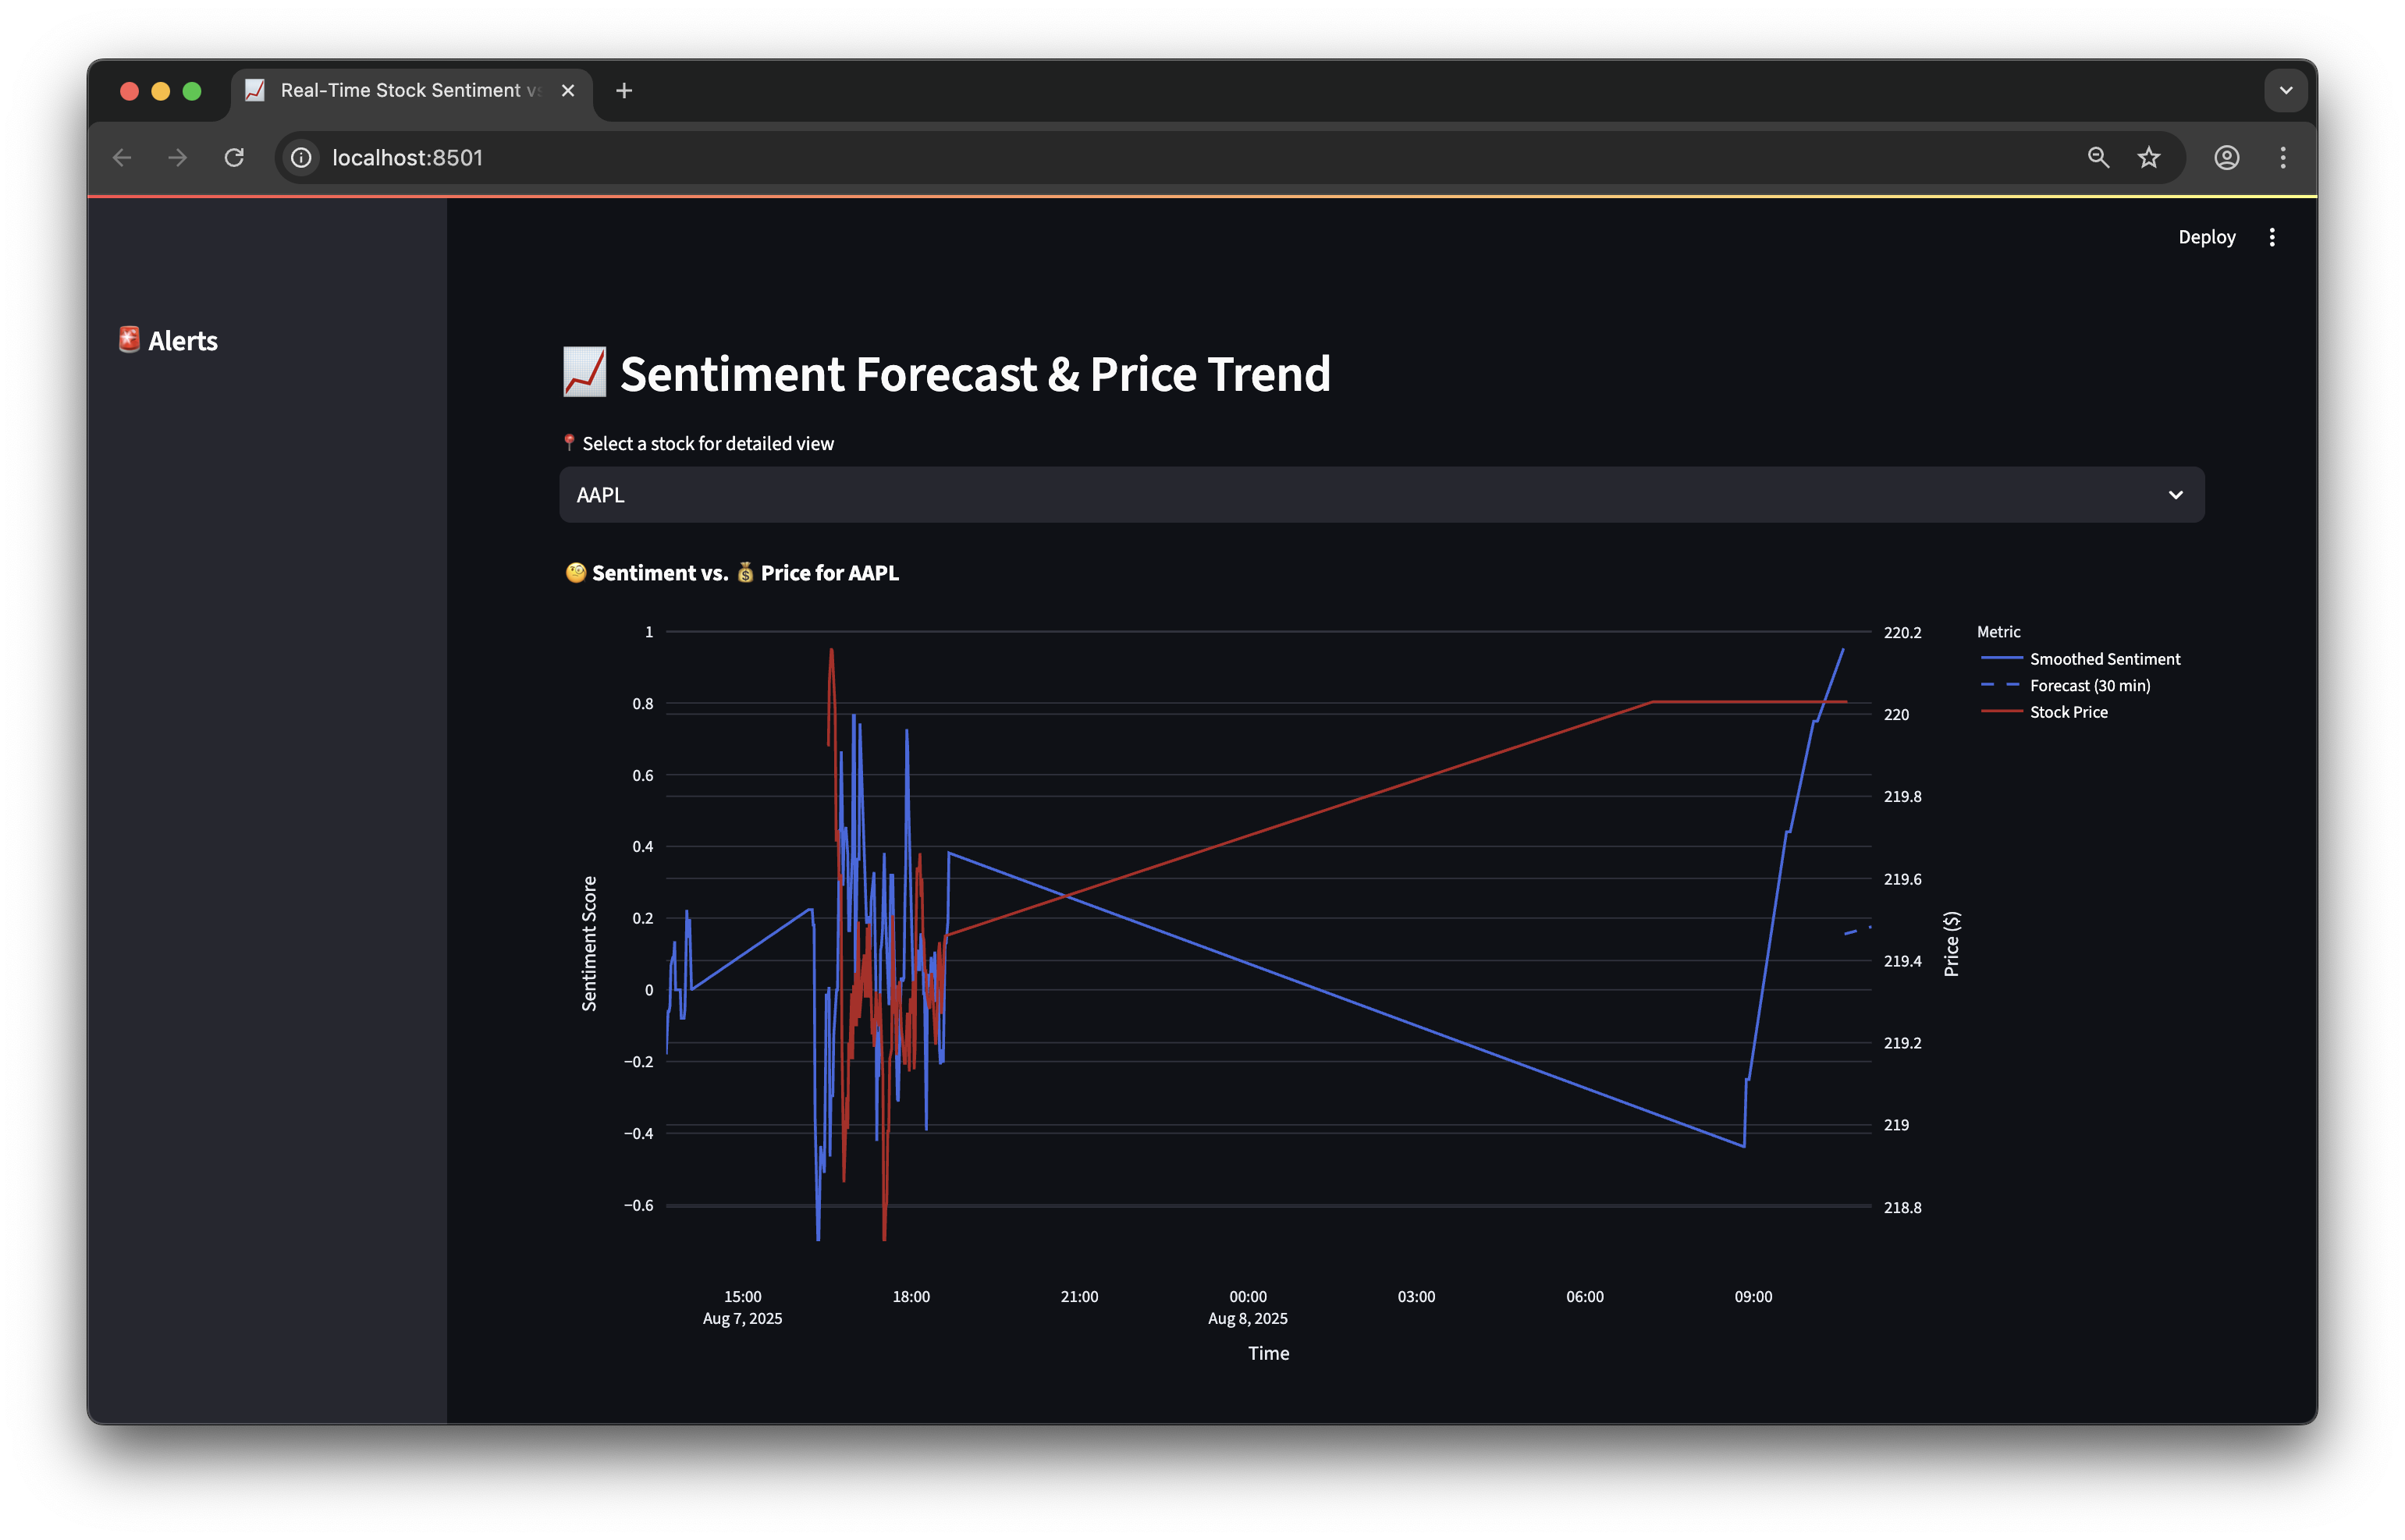 Real-Time Stock Sentiment vs
localhost:8501
Deploy
🚨 Alerts
📈 Sentiment Forecast & Price Trend
📍 Select a stock for detailed view
AAPL
🧐 Sentiment vs. 💰 Price for AAPL
1
0.8
0.6
0.4
0.2
0
−0.2
−0.4
−0.6
Sentiment Score
220.2
220
219.8
219.6
219.4
219.2
219
218.8
Price ($)
Metric
Smoothed Sentiment
Forecast (30 min)
Stock Price
15:00 18:00 21:00 00:00 03:00 06:00 09:00
Aug 7, 2025 Aug 8, 2025
Time